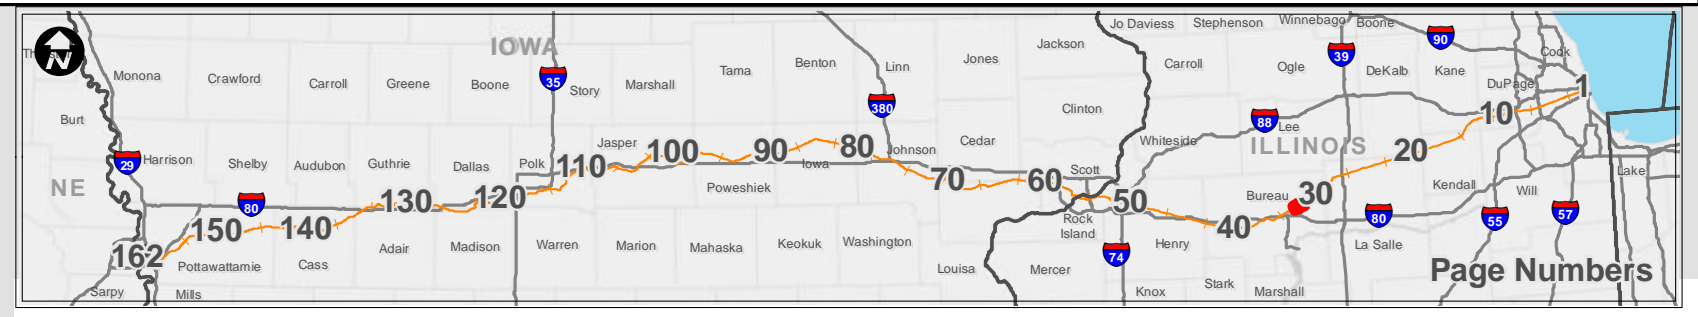 Jo Daviess Stephenson Winnebago Boone
IOWA Jackson 39 90 Cook
N Monona Crawford Carroll Greene Boone 35 Story Marshall Tama Benton Linn Jones Carroll Ogle DeKalb Kane DuPage 1
Burt 380 Clinton 88 Lee 10
Harrison Shelby Audubon Guthrie Dallas Polk Jasper 100 90 80 Johnson Cedar Whiteside ILLINOIS 20
29 110 Iowa Scott Lake
NE 80 130 120 Poweshiek 70 60 50 Bureau 30 Kendall Will
162 150 140 Adair Madison Warren Marion Mahaska Keokuk Washington Rock Island Henry 40 La Salle 80 55 57
Pottawattamie Cass Louisa Mercer 74 Stark Page Numbers
Sarpy Mills Knox Marshall